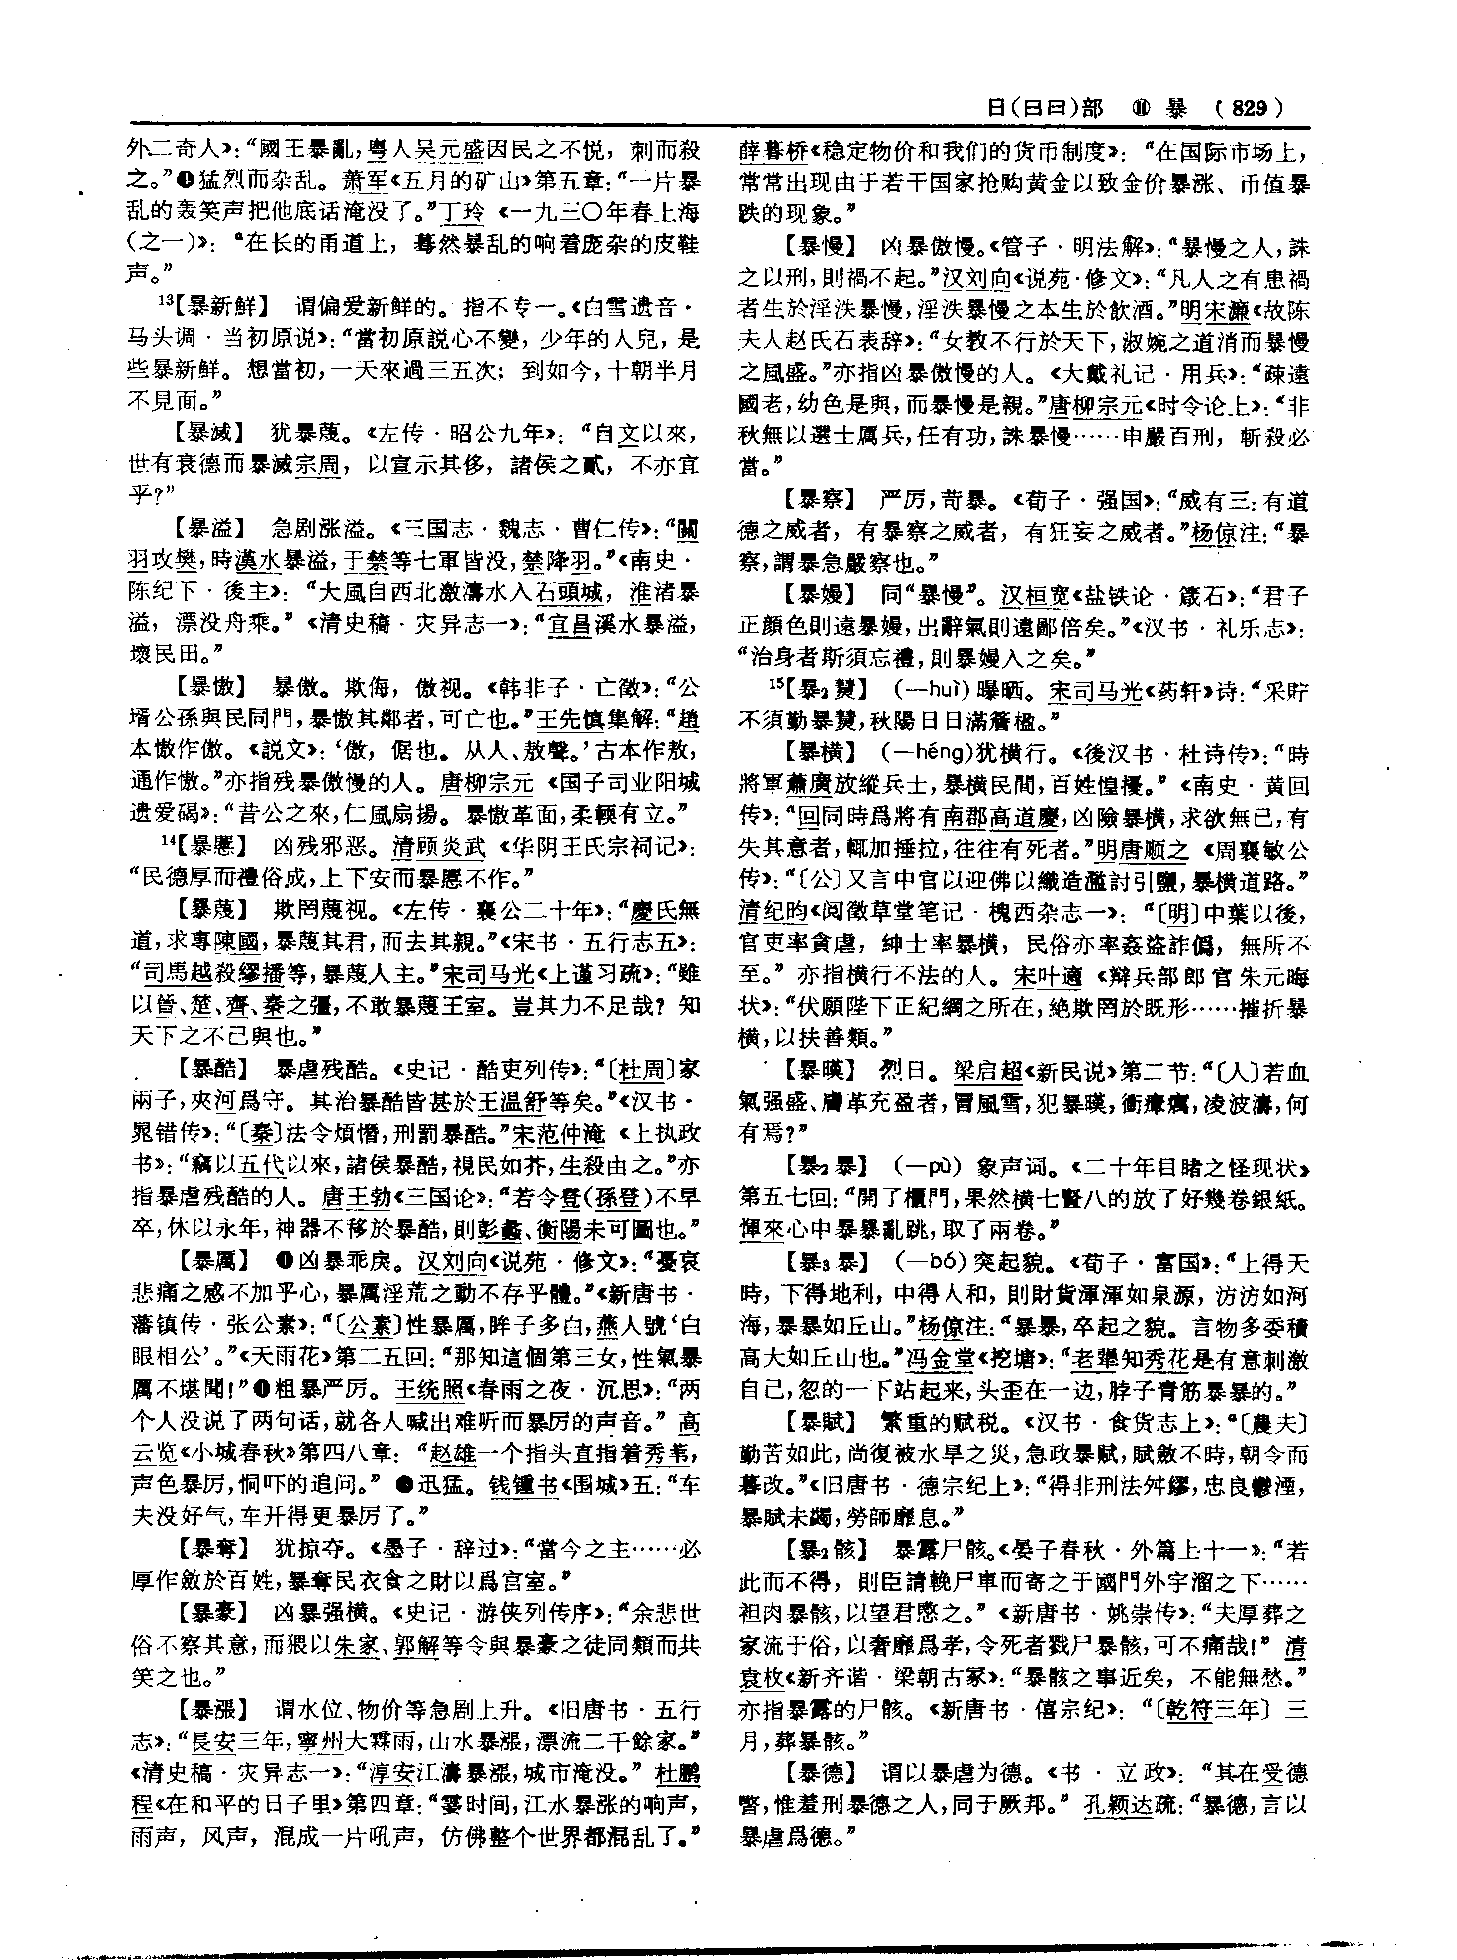 日(日曰)部 ⑪ 暴 (829)
外二奇人》：“國王暴亂，粤人吴元盛因民之不悦，刺而殺
之。”❶猛烈而杂乱。萧军《五月的矿山》第五章：“一片暴
乱的轰笑声把他底话淹没了。”丁玲《一九三〇年春上海
（之一）》：“在长的甬道上，蓦然暴乱的响着庞杂的皮鞋
声。”
13【暴新鲜】 谓偏爱新鲜的。指不专一。《白雪遗音·
马头调·当初原说》：“當初原説心不變，少年的人兒，是
些暴新鮮。想當初，一天來過三五次；到如今，十朝半月
不見面。”
【暴滅】 犹暴蔑。《左传·昭公九年》：“自文以來，
世有衰德而暴滅宗周，以宣示其侈，諸侯之貳，不亦宜
乎？”
【暴溢】 急剧涨溢。《三国志·魏志·曹仁传》：“關
羽攻樊，時漢水暴溢，于禁等七軍皆没，禁降羽。”《南史·
陈纪下·後主》：“大風自西北激濤水入石頭城，淮渚暴
溢，漂没舟乘。”《清史稿·灾异志一》：“宜昌溪水暴溢，
壞民田。”
【暴慠】 暴傲。欺侮，傲视。《韩非子·亡徵》：“公
壻公孫與民同門，暴慠其鄰者，可亡也。”王先慎集解：“趙
本慠作傲。《説文》：‘傲，倨也。从人、敖聲。’古本作敖，
通作慠。”亦指残暴傲慢的人。唐柳宗元《国子司业阳城
遗爱碣》：“昔公之來，仁風扇揚。暴慠革面，柔輭有立。”
14【暴慝】 凶残邪恶。清顾炎武《华阴王氏宗祠记》：
“民德厚而禮俗成，上下安而暴慝不作。”
【暴蔑】 欺罔蔑视。《左传·襄公二十年》：“慶氏無
道，求專陳國，暴蔑其君，而去其親。”《宋书·五行志五》：
“司馬越殺繆播等，暴蔑人主。”宋司马光《上谨习疏》：“雖
以晉、楚、齊、秦之彊，不敢暴蔑王室。豈其力不足哉？知
天下之不己與也。”
【暴酷】 暴虐残酷。《史记·酷吏列传》：“〔杜周〕家
兩子，夾河爲守。其治暴酷皆甚於王温舒等矣。”《汉书·
晁错传》：“〔秦〕法令煩憯，刑罰暴酷。”宋范仲淹《上执政
书》：“竊以五代以來，諸侯暴酷，視民如芥，生殺由之。”亦
指暴虐残酷的人。唐王勃《三国论》：“若令登（孫登）不早
卒，休以永年，神器不移於暴酷，則彭蠡、衡陽未可圖也。”
【暴厲】 ❶凶暴乖戾。汉刘向《说苑·修文》：“憂哀
悲痛之感不加乎心，暴厲淫荒之動不存乎體。”《新唐书·
藩镇传·张公素》：“〔公素〕性暴厲，眸子多白，燕人號‘白
眼相公’。”《天雨花》第二五回：“那知這個第三女，性氣暴
厲不堪聞！”❶粗暴严厉。王统照《春雨之夜·沉思》：“两
个人没说了两句话，就各人喊出难听而暴厉的声音。”高
云览《小城春秋》第四八章：“赵雄一个指头直指着秀苇，
声色暴厉，恫吓的追问。”●迅猛。钱锺书《围城》五：“车
夫没好气，车开得更暴厉了。”
【暴奪】 犹掠夺。《墨子·辞过》：“當今之主……必
厚作斂於百姓，暴奪民衣食之財以爲宫室。”
【暴豪】 凶暴强横。《史记·游侠列传序》：“余悲世
俗不察其意，而猥以朱家、郭解等令與暴豪之徒同類而共
笑之也。”
【暴漲】 谓水位、物价等急剧上升。《旧唐书·五行
志》：“長安三年，寧州大霖雨，山水暴漲，漂流二千餘家。”
《清史稿·灾异志一》：“淳安江濤暴漲，城市淹没。”杜鹏
程《在和平的日子里》第四章：“霎时间，江水暴涨的响声，
雨声，风声，混成一片吼声，仿佛整个世界都混乱了。”
薛暮桥《稳定物价和我们的货币制度》：“在国际市场上，
常常出现由于若干国家抢购黄金以致金价暴涨、币值暴
跌的现象。”
【暴慢】 凶暴傲慢。《管子·明法解》：“暴慢之人，誅
之以刑，則禍不起。”汉刘向《说苑·修文》：“凡人之有患禍
者生於淫泆暴慢，淫泆暴慢之本生於飲酒。”明宋濂《故陈
夫人赵氏石表辞》：“女教不行於天下，淑婉之道消而暴慢
之風盛。”亦指凶暴傲慢的人。《大戴礼记·用兵》：“疎遠
國老，幼色是與，而暴慢是親。”唐柳宗元《时令论上》：“非
秋無以選士厲兵，任有功，誅暴慢……申嚴百刑，斬殺必
當。”
【暴察】 严厉，苛暴。《荀子·强国》：“威有三：有道
德之威者，有暴察之威者，有狂妄之威者。”杨倞注：“暴
察，謂暴急嚴察也。”
【暴嫚】 同“暴慢”。汉桓宽《盐铁论·箴石》：“君子
正顔色則遠暴嫚，出辭氣則遠鄙倍矣。”《汉书·礼乐志》：
“治身者斯須忘禮，則暴嫚入之矣。”
15【暴₂㬩】 （—huì）曝晒。宋司马光《药轩》诗：“采貯
不須勤暴㬩，秋陽日日滿簷楹。”
【暴横】 （—héng）犹横行。《後汉书·杜诗传》：“時
將軍蕭廣放縱兵士，暴横民間，百姓惶擾。”《南史·黄回
传》：“回同時爲將有南郡高道慶，凶險暴横，求欲無已，有
失其意者，輒加捶拉，往往有死者。”明唐顺之《周襄敏公
传》：“〔公〕又言中官以迎佛以織造濫討引鹽，暴横道路。”
清纪昀《阅微草堂笔记·槐西杂志一》：“〔明〕中葉以後，
官吏率貪虐，紳士率暴横，民俗亦率姦盜詐僞，無所不
至。”亦指横行不法的人。宋叶適《辩兵部郎官朱元晦
状》：“伏願陛下正紀綱之所在，絶欺罔於既形……摧折暴
横，以扶善類。”
【暴暵】 烈日。梁启超《新民说》第二节：“〔人〕若血
氣强盛、膚革充盈者，冒風雪，犯暴暵，衝瘴癘，凌波濤，何
有焉？”
【暴₂暴】 （—pù）象声词。《二十年目睹之怪现状》
第五七回：“開了櫃門，果然横七豎八的放了好幾卷銀紙。
惲來心中暴暴亂跳，取了兩卷。”
【暴₃暴】 （—bó）突起貌。《荀子·富国》：“上得天
時，下得地利，中得人和，則財貨渾渾如泉源，汸汸如河
海，暴暴如丘山。”杨倞注：“暴暴，卒起之貌。言物多委積
高大如丘山也。”冯金堂《挖塘》：“老犟知秀花是有意刺激
自己，忽的一下站起来，头歪在一边，脖子青筋暴暴的。”
【暴賦】 繁重的赋税。《汉书·食货志上》：“〔農夫〕
勤苦如此，尚復被水旱之災，急政暴賦，賦斂不時，朝令而
暮改。”《旧唐书·德宗纪上》：“得非刑法舛繆，忠良鬱湮，
暴賦未蠲，勞師靡息。”
【暴₂骸】 暴露尸骸。《晏子春秋·外篇上十一》：“若
此而不得，則臣請輓尸車而寄之于國門外宇溜之下……
袒肉暴骸，以望君愍之。”《新唐书·姚崇传》：“夫厚葬之
家流于俗，以奢靡爲孝，令死者戮尸暴骸，可不痛哉！”清
袁枚《新齐谐·梁朝古冢》：“暴骸之事近矣，不能無愁。”
亦指暴露的尸骸。《新唐书·僖宗纪》：“〔乾符三年〕三
月，葬暴骸。”
【暴德】 谓以暴虐为德。《书·立政》：“其在受德
暋，惟羞刑暴德之人，同于厥邦。”孔颖达疏：“暴德，言以
暴虐爲德。”